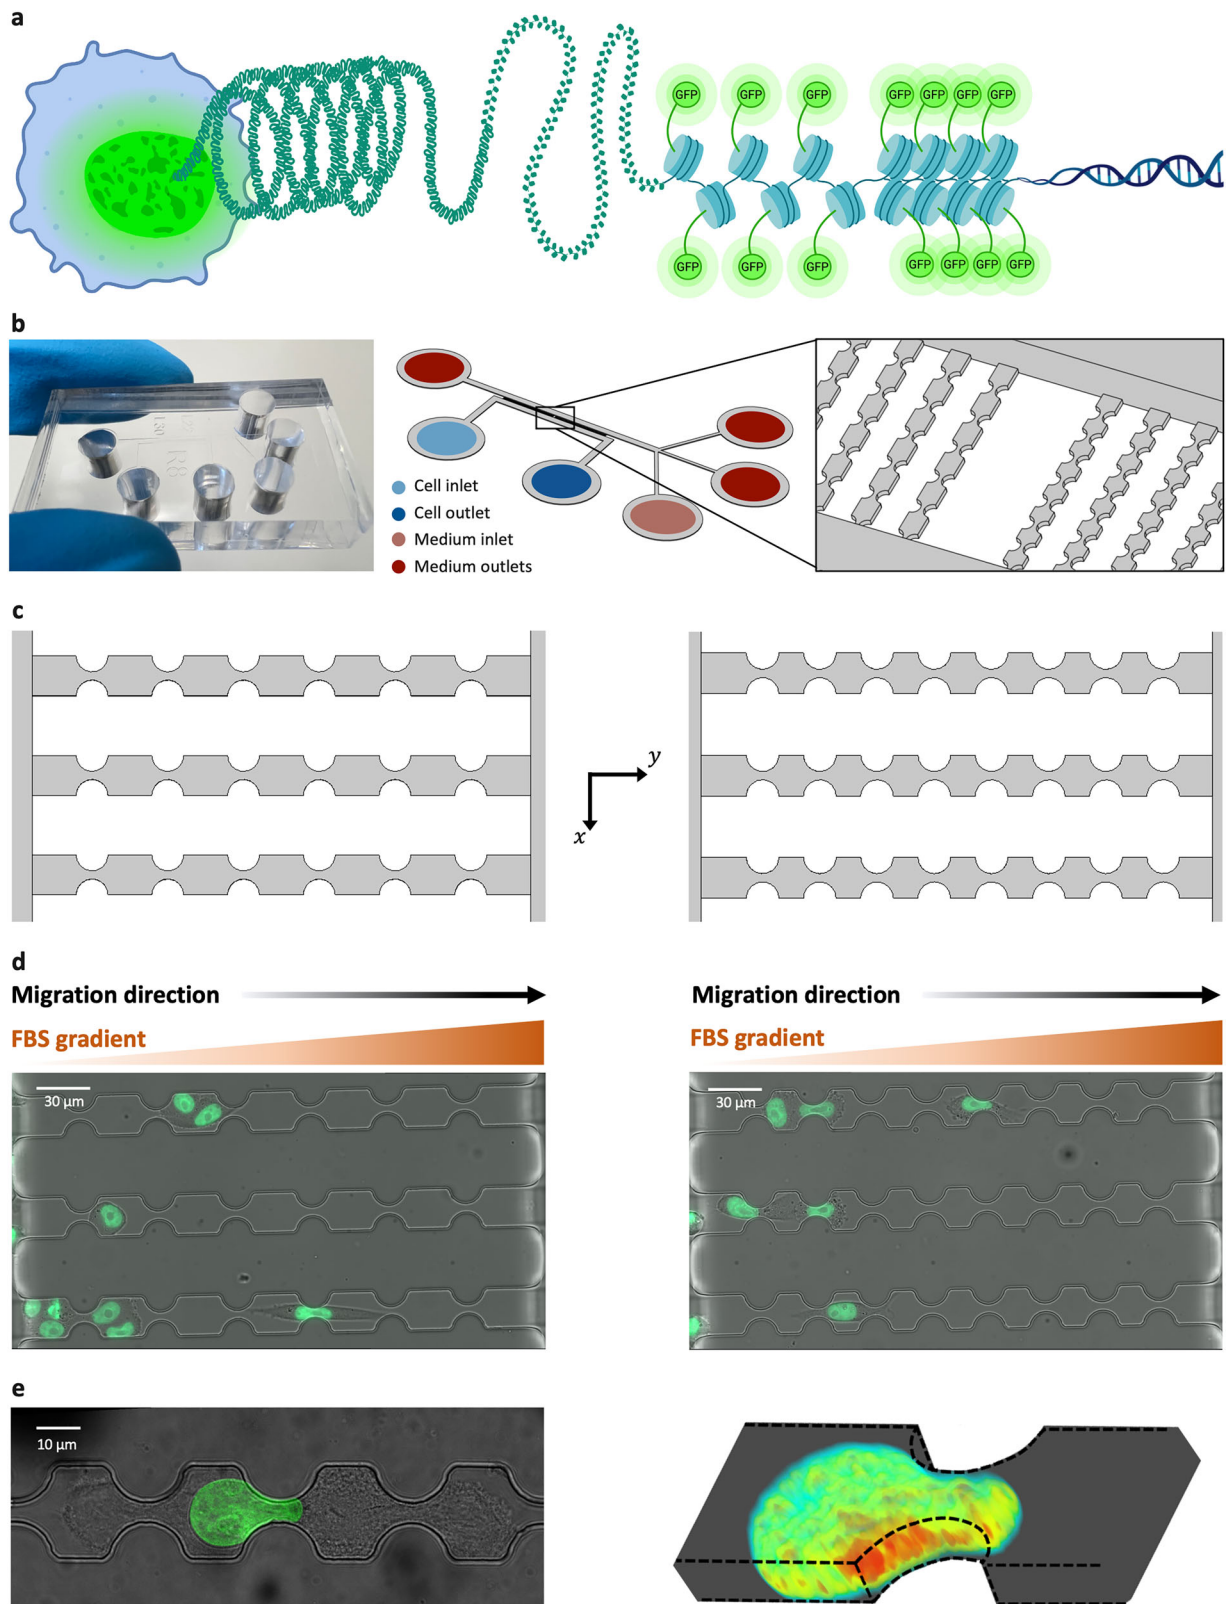 a
GFP GFP GFP GFP GFP GFP GFP
GFP GFP GFP GFP GFP GFP GFP
b
L30
R8
Cell inlet
Cell outlet
Medium inlet
Medium outlets
c
y
x
d
Migration direction
Migration direction
FBS gradient
FBS gradient
30 μm
30 μm
e
10 μm